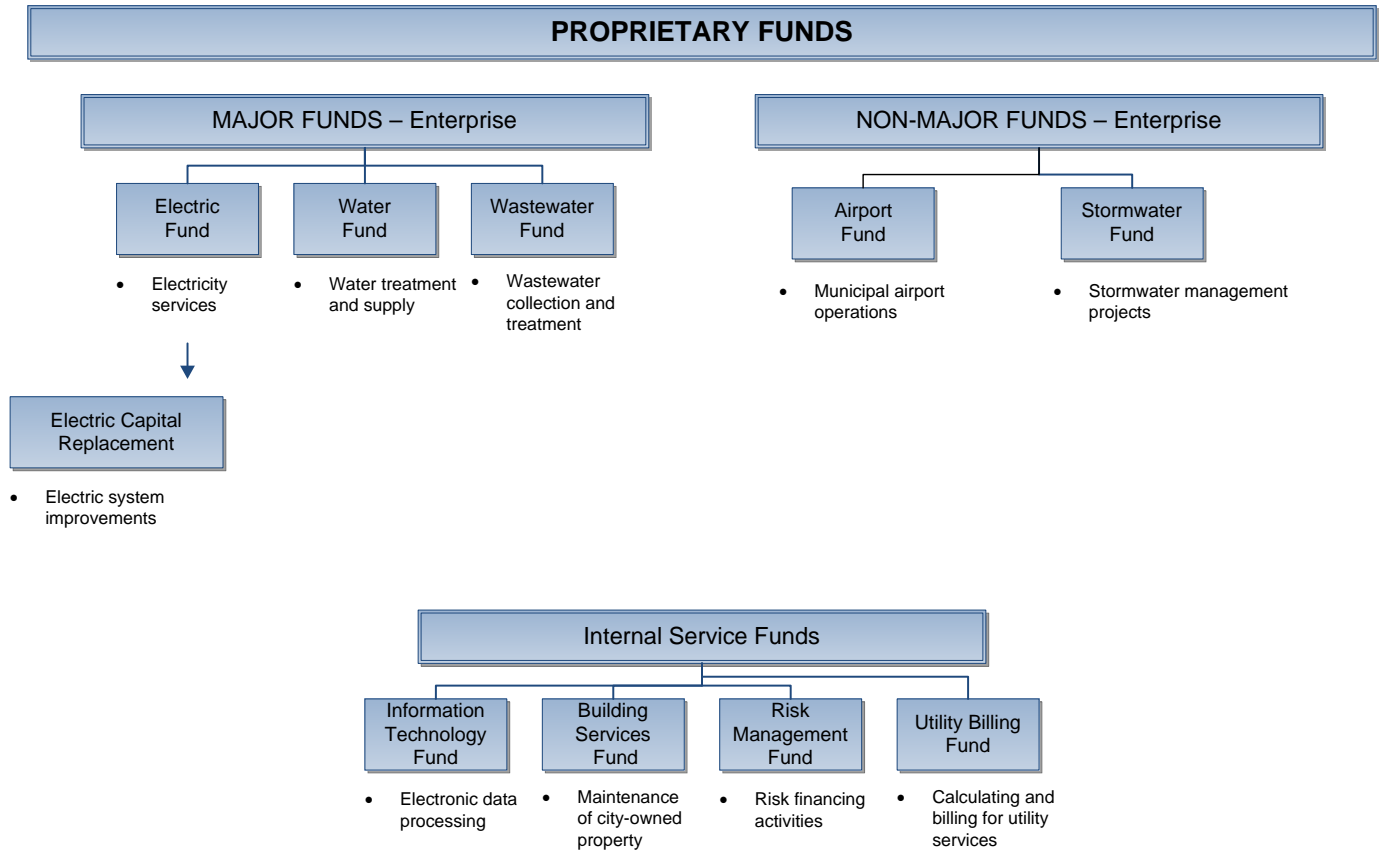 PROPRIETARY FUNDS
MAJOR FUNDS – Enterprise
Electric
Fund
• Electricity
services
Water
Fund
• Water treatment
and supply
Wastewater
Fund
• Wastewater
collection and
treatment
Electric Capital
Replacement
• Electric system
improvements
NON-MAJOR FUNDS – Enterprise
Airport
Fund
• Municipal airport
operations
Stormwater
Fund
• Stormwater management
projects
Internal Service Funds
Information
Technology
Fund
• Electronic data
processing
Building
Services
Fund
• Maintenance
of city-owned
property
Risk
Management
Fund
• Risk financing
activities
Utility Billing
Fund
• Calculating and
billing for utility
services